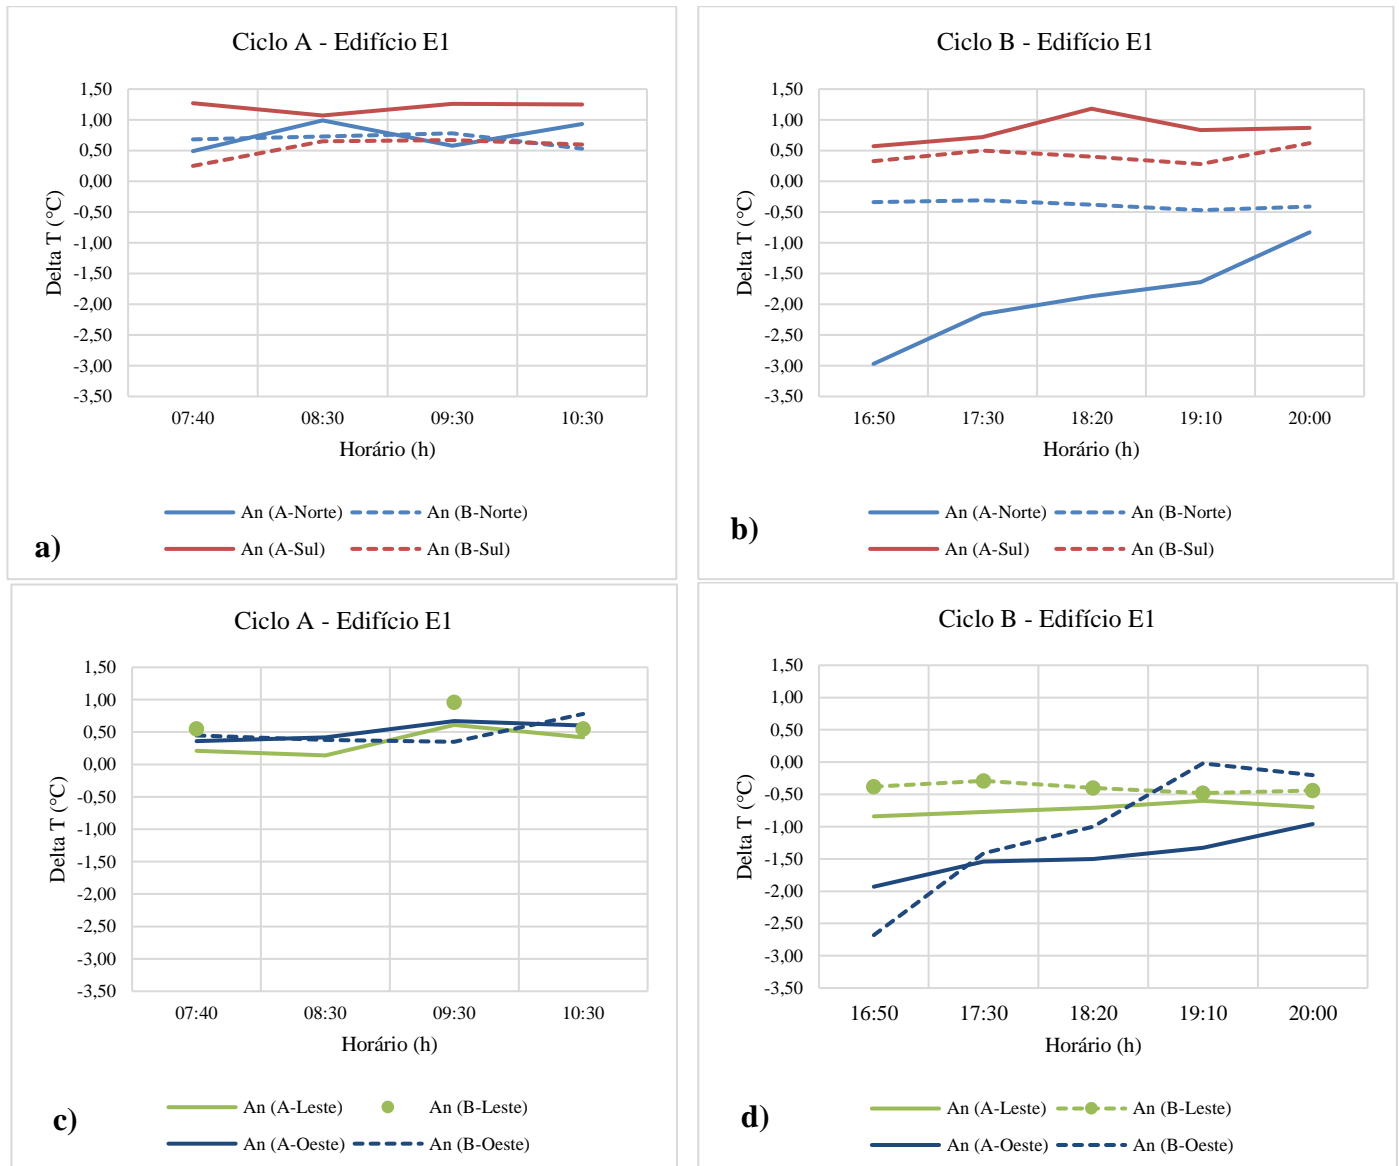 Ciclo A - Edifício E1
Delta T (°C)
1,50
1,00
0,50
0,00
-0,50
-1,00
-1,50
-2,00
-2,50
-3,00
-3,50
07:40 08:30 09:30 10:30
Horário (h)
An (A-Norte) An (B-Norte)
An (A-Sul) An (B-Sul)
a)
Ciclo B - Edifício E1
Delta T (°C)
1,50
1,00
0,50
0,00
-0,50
-1,00
-1,50
-2,00
-2,50
-3,00
-3,50
16:50 17:30 18:20 19:10 20:00
Horário (h)
An (A-Norte) An (B-Norte)
An (A-Sul) An (B-Sul)
b)
Ciclo A - Edifício E1
Delta T (°C)
1,50
1,00
0,50
0,00
-0,50
-1,00
-1,50
-2,00
-2,50
-3,00
-3,50
07:40 08:30 09:30 10:30
Horário (h)
An (A-Leste) An (B-Leste)
An (A-Oeste) An (B-Oeste)
c)
Ciclo B - Edifício E1
Delta T (°C)
1,50
1,00
0,50
0,00
-0,50
-1,00
-1,50
-2,00
-2,50
-3,00
-3,50
16:50 17:30 18:20 19:10 20:00
Horário (h)
An (A-Leste) An (B-Leste)
An (A-Oeste) An (B-Oeste)
d)